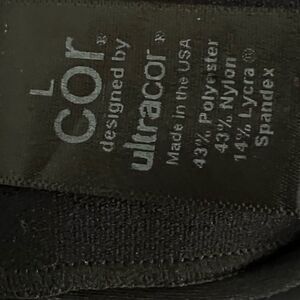 L
cor®
designed by
ultracor®
Made in the USA
43% Polyester
43% Nylon
14% Lycra®
Spandex